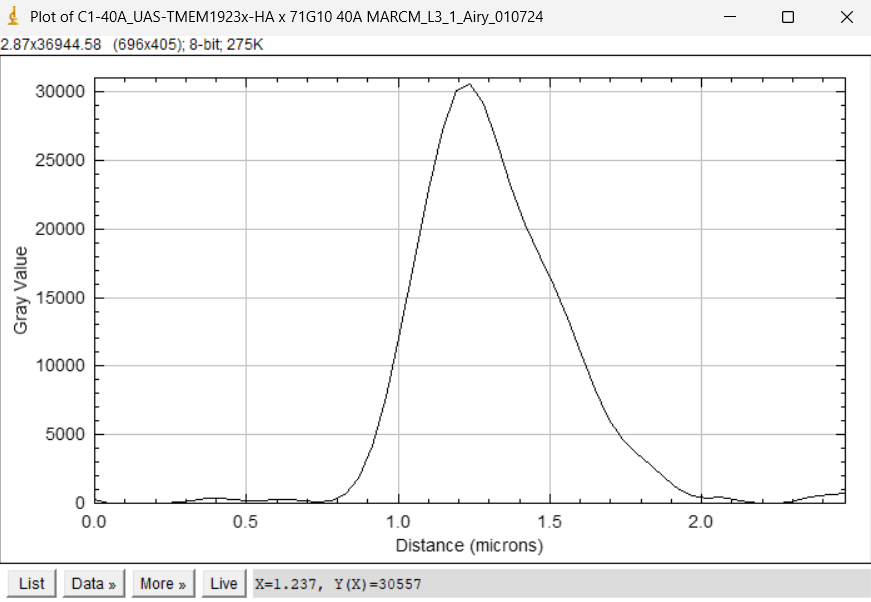 Plot of C1-40A_UAS-TMEM1923x-HA x 71G10 40A MARCM_L3_1_Airy_010724
2.87x36944.58 (696x405); 8-bit; 275K
30000
25000
20000
15000
10000
5000
0
Gray Value
0.0 0.5 1.0 1.5 2.0
Distance (microns)
List Data » More » Live X=1.237, Y(X)=30557